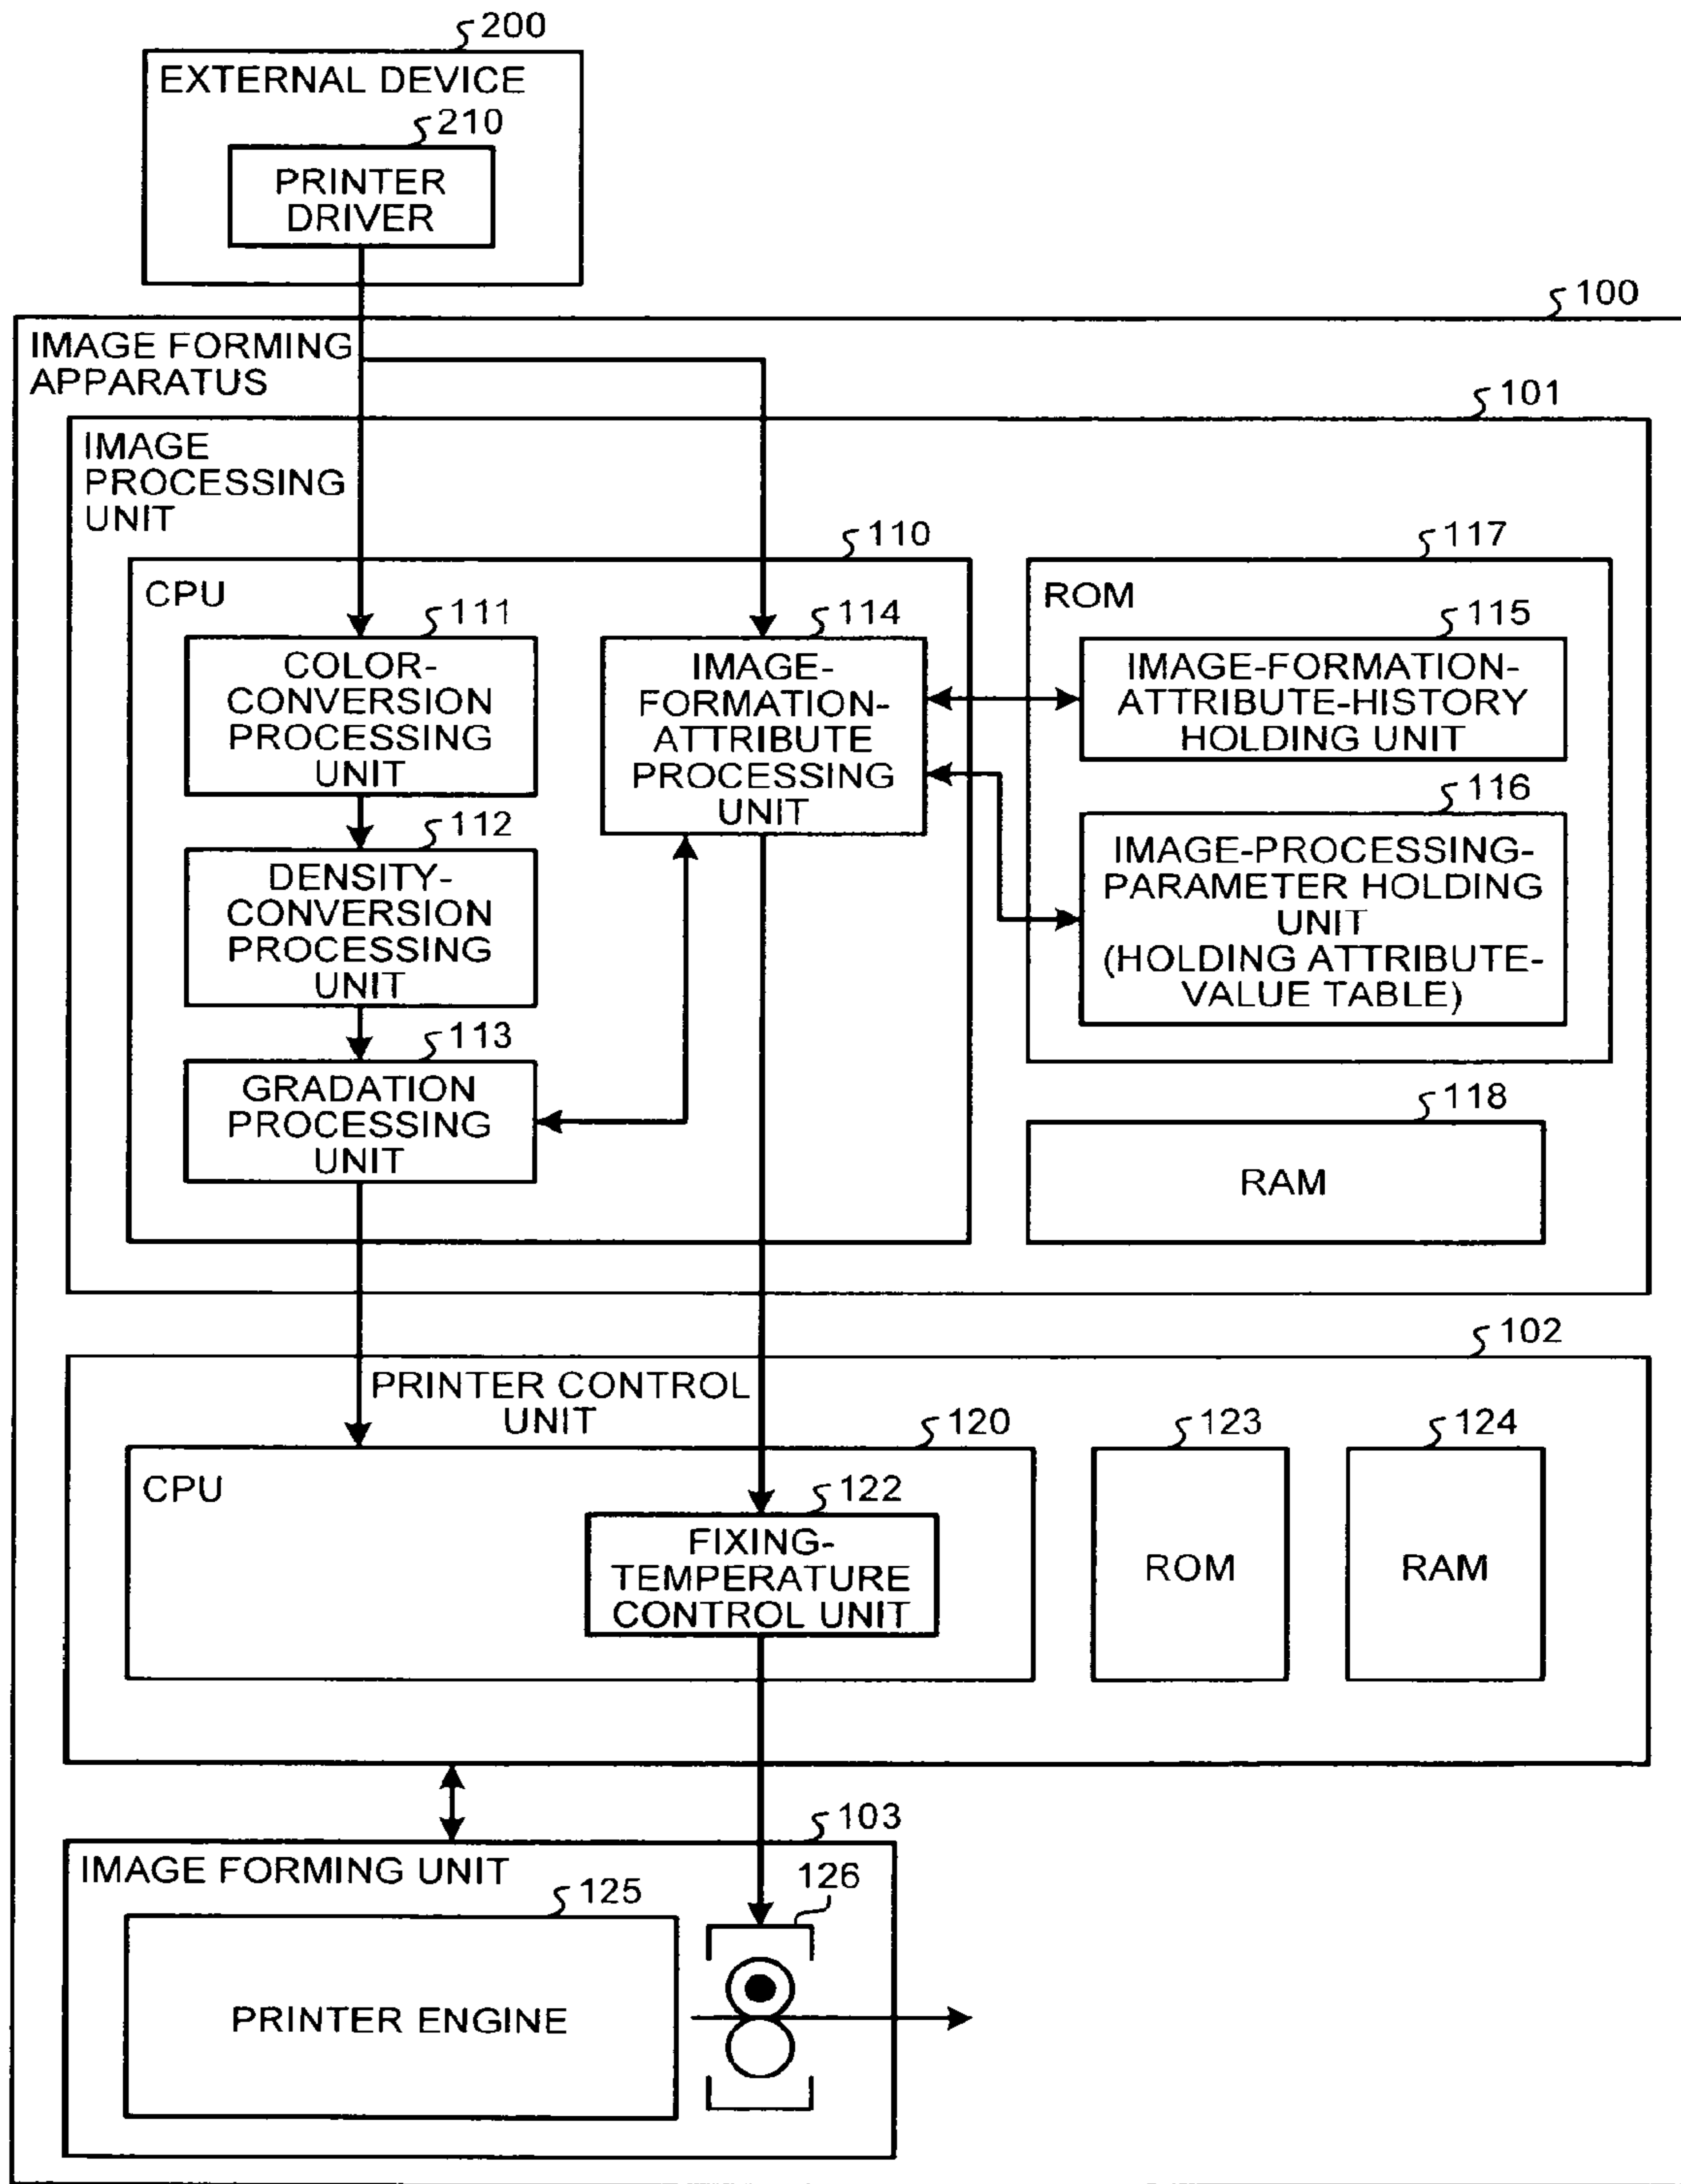 200
EXTERNAL DEVICE
210
PRINTER
DRIVER
100
IMAGE FORMING
APPARATUS
101
IMAGE
PROCESSING
UNIT
110
CPU
111
COLOR-
CONVERSION
PROCESSING
UNIT
112
DENSITY-
CONVERSION
PROCESSING
UNIT
113
GRADATION
PROCESSING
UNIT
114
IMAGE-
FORMATION-
ATTRIBUTE
PROCESSING
UNIT
117
ROM
115
IMAGE-FORMATION-
ATTRIBUTE-HISTORY
HOLDING UNIT
116
IMAGE-PROCESSING-
PARAMETER HOLDING
UNIT
(HOLDING ATTRIBUTE-
VALUE TABLE)
118
RAM
102
PRINTER CONTROL
UNIT
120
CPU
122
FIXING-
TEMPERATURE
CONTROL UNIT
123
ROM
124
RAM
103
IMAGE FORMING UNIT
125
PRINTER ENGINE
126